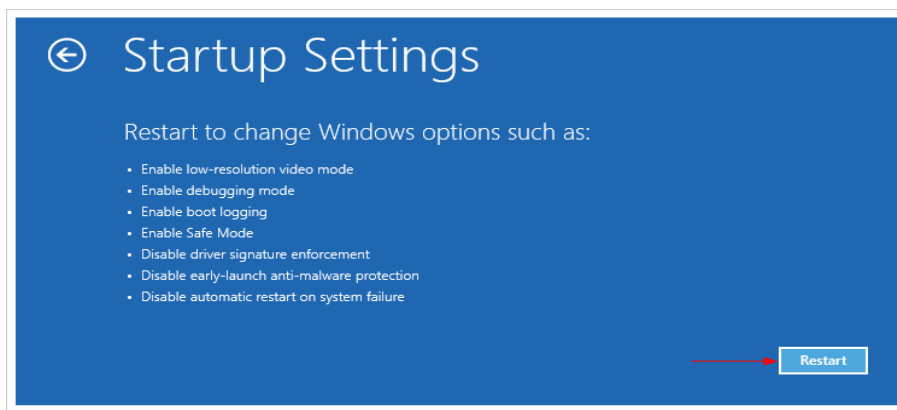 Startup Settings
Restart to change Windows options such as:
• Enable low-resolution video mode
• Enable debugging mode
• Enable boot logging
• Enable Safe Mode
• Disable driver signature enforcement
• Disable early-launch anti-malware protection
• Disable automatic restart on system failure
Restart